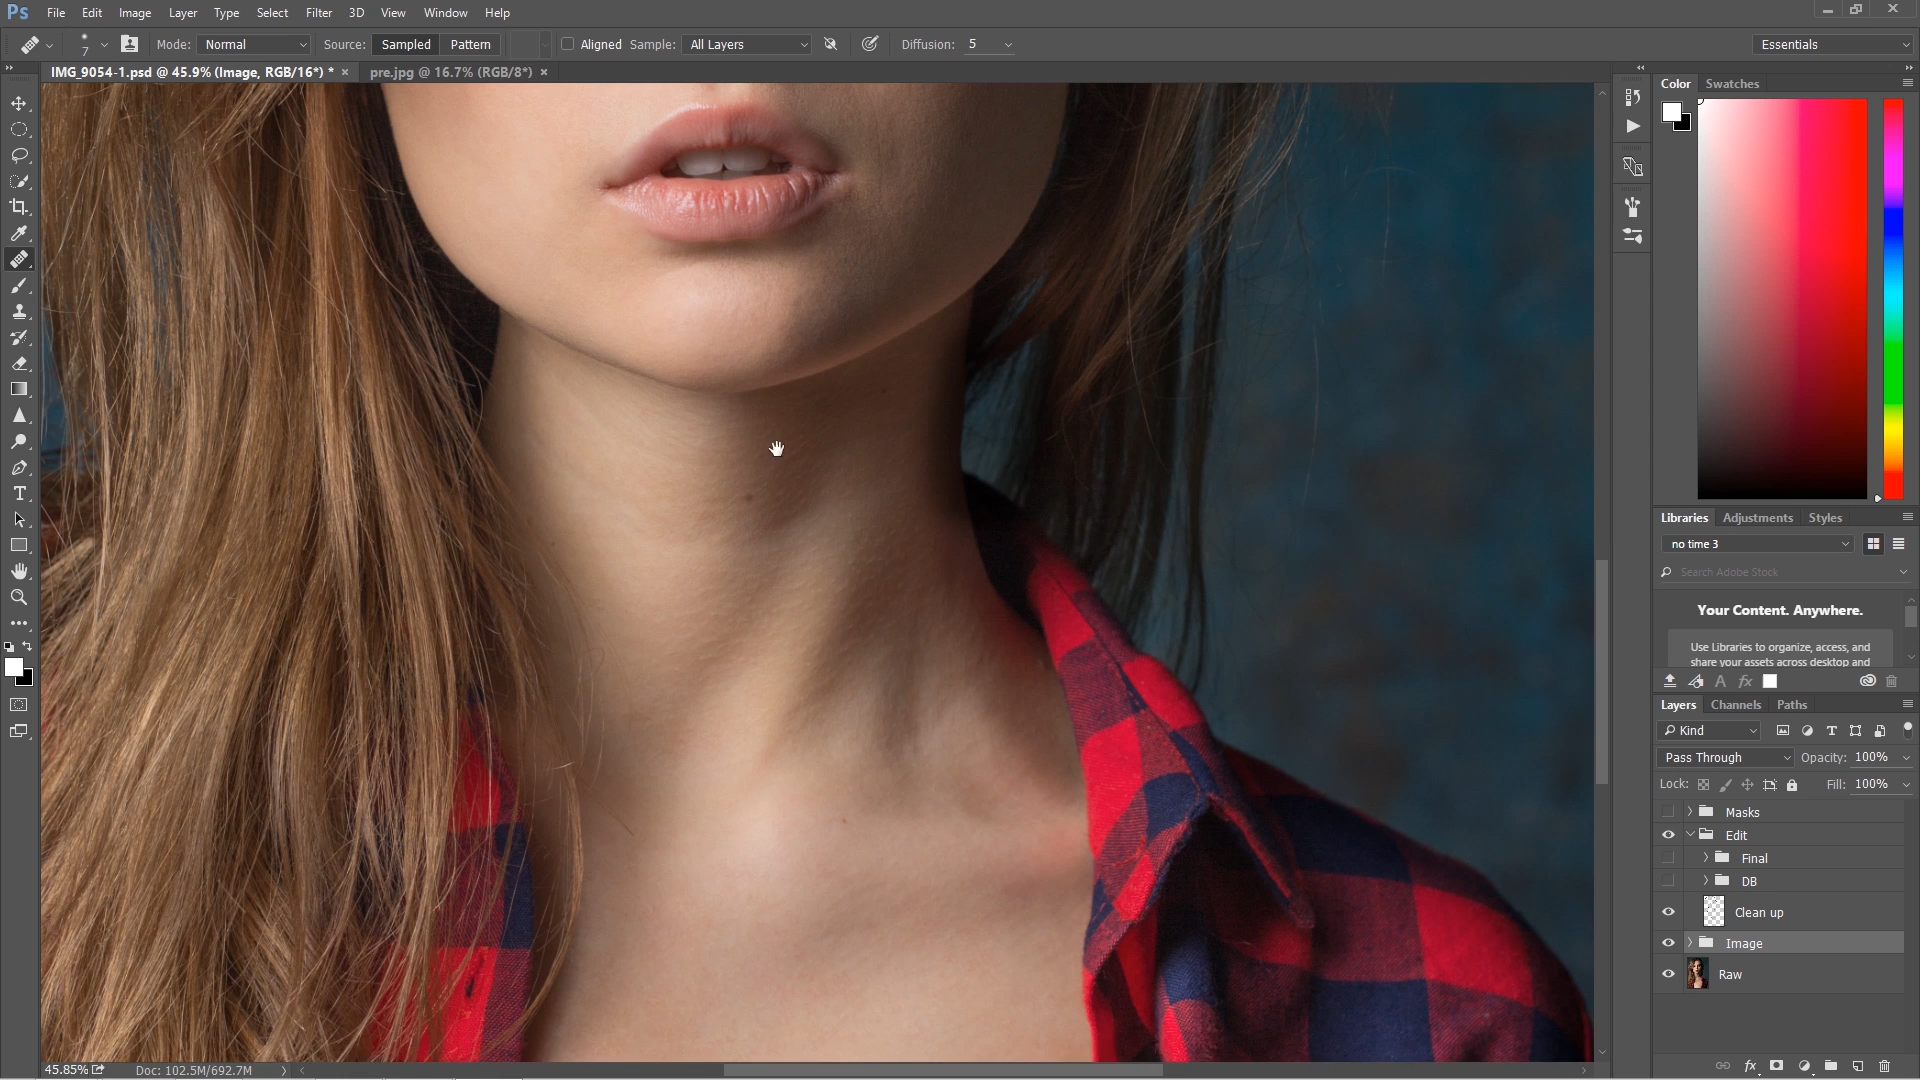 Ps File Edit Image Layer Type Select Filter 3D View Window Help
7 Mode: Normal Source: Sampled Pattern Aligned Sample: All Layers Diffusion: 5 Essentials
IMG_9054-1.psd @ 45.9% (Image, RGB/16*) * × pre.jpg @ 16.7% (RGB/8*) ×
Color Swatches
Libraries Adjustments Styles
no time 3
Search Adobe Stock
Your Content. Anywhere.
Use Libraries to organize, access, and
share your assets across desktop and
Layers Channels Paths
Kind
Pass Through Opacity: 100%
Lock: Fill: 100%
Masks
Edit
Final
DB
Clean up
Image
Raw
45.85% Doc: 102.5M/692.7M